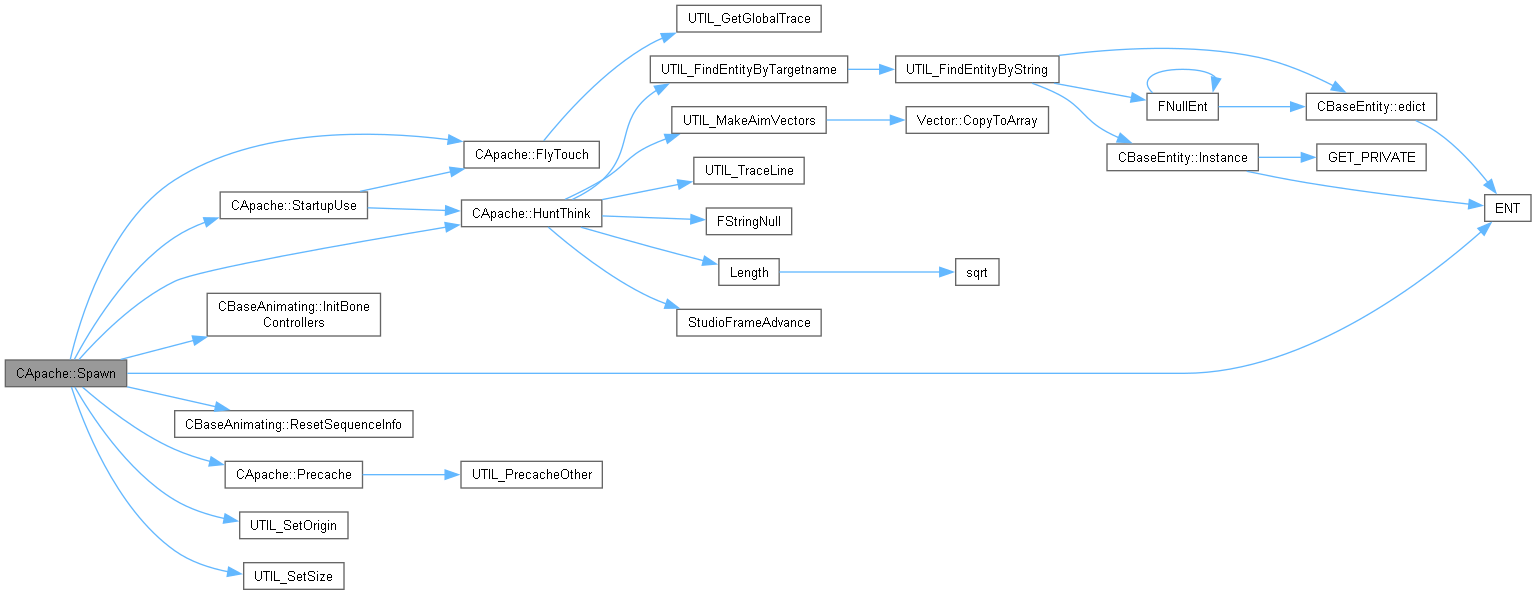 UTIL_GetGlobalTrace
UTIL_FindEntityByTargetname
UTIL_FindEntityByString
FNullEnt
CBaseEntity::edict
UTIL_MakeAimVectors
Vector::CopyToArray
CApache::FlyTouch
CBaseEntity::Instance
GET_PRIVATE
UTIL_TraceLine
CApache::StartupUse
CApache::HuntThink
FStringNull
ENT
Length
sqrt
CBaseAnimating::InitBone
Controllers
StudioFrameAdvance
CApache::Spawn
CBaseAnimating::ResetSequenceInfo
CApache::Precache
UTIL_PrecacheOther
UTIL_SetOrigin
UTIL_SetSize